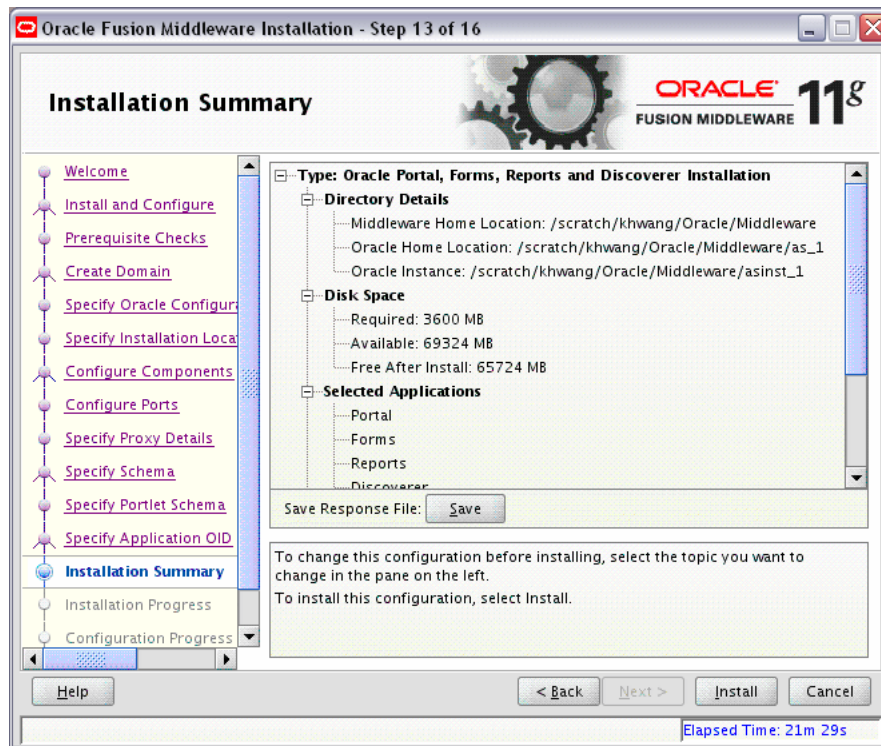 Oracle Fusion Middleware Installation - Step 13 of 16
Installation Summary
ORACLE
FUSION MIDDLEWARE
11g
Welcome
Install and Configure
Prerequisite Checks
Create Domain
Specify Oracle Configura
Specify Installation Loca
Configure Components
Configure Ports
Specify Proxy Details
Specify Schema
Specify Portlet Schema
Specify Application OID
Installation Summary
Installation Progress
Configuration Progress
Type: Oracle Portal, Forms, Reports and Discoverer Installation
Directory Details
Middleware Home Location: /scratch/khwang/Oracle/Middleware
Oracle Home Location: /scratch/khwang/Oracle/Middleware/as_1
Oracle Instance: /scratch/khwang/Oracle/Middleware/asinst_1
Disk Space
Required: 3600 MB
Available: 69324 MB
Free After Install: 65724 MB
Selected Applications
Portal
Forms
Reports
Discoverer
Save Response File: Save
To change this configuration before installing, select the topic you want to
change in the pane on the left.
To install this configuration, select Install.
Help < Back Next > Install Cancel
Elapsed Time: 21m 29s